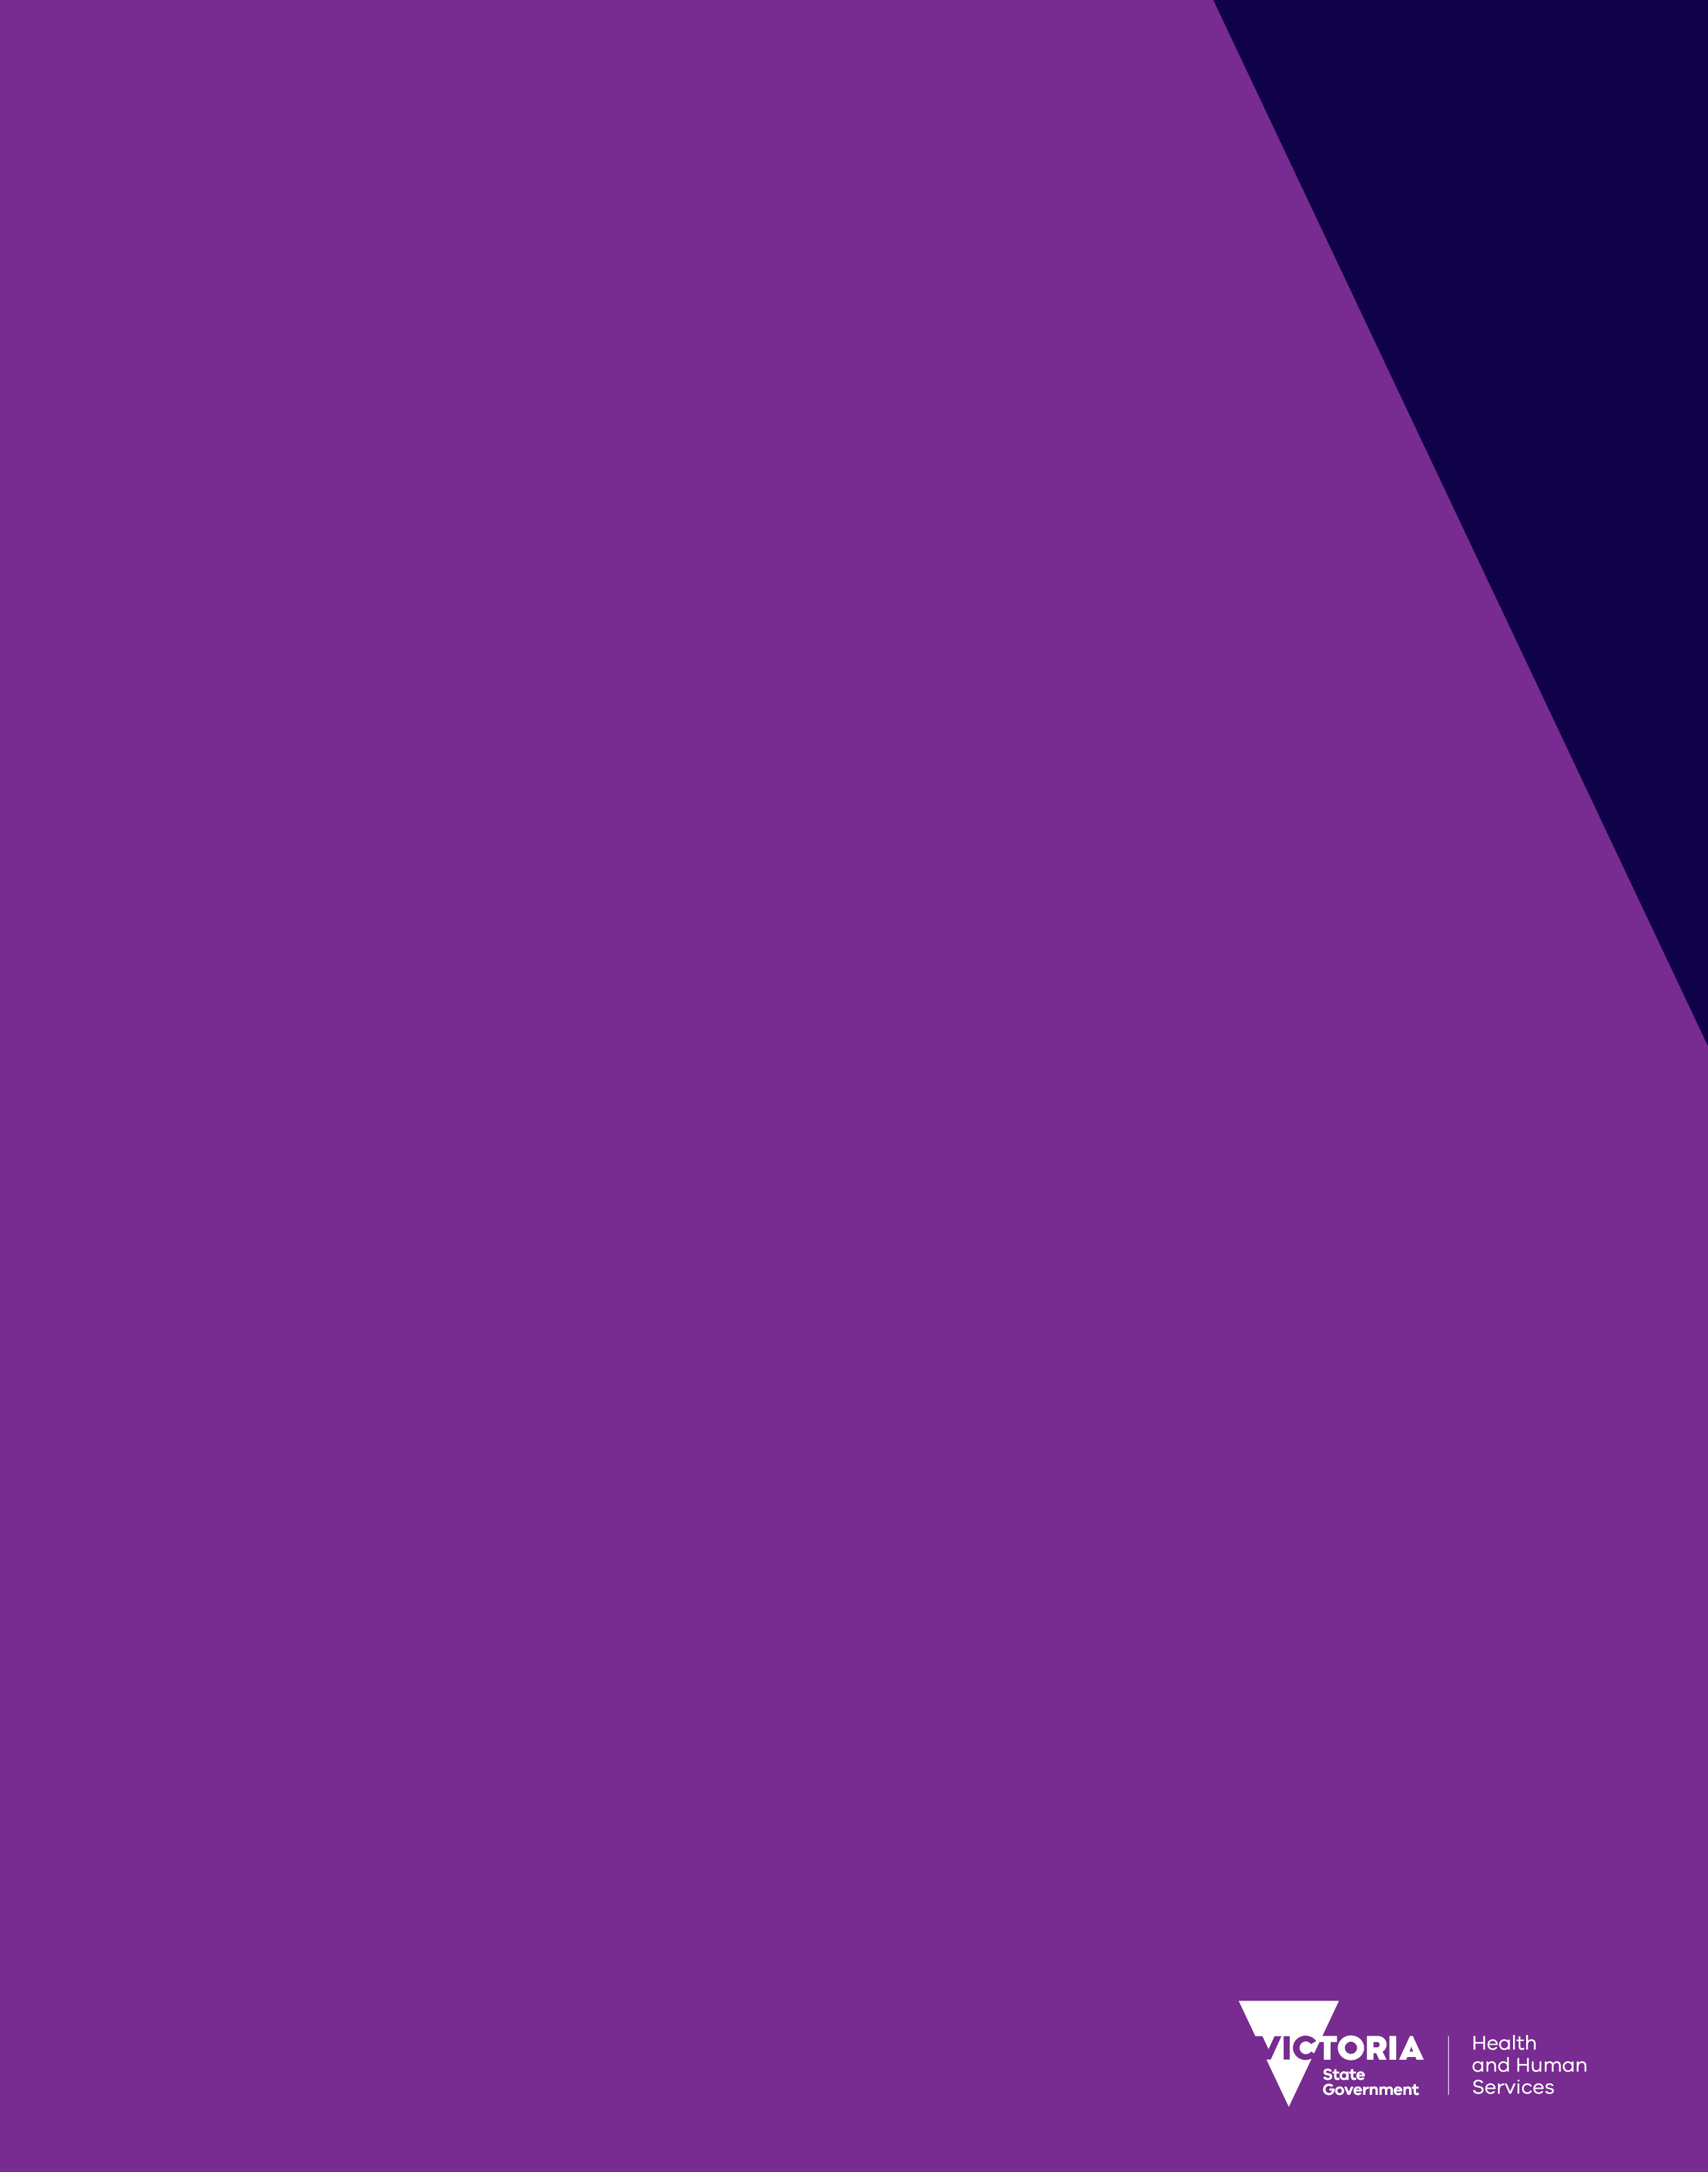 VICTORIA
State
Government
Health
and Human
Services